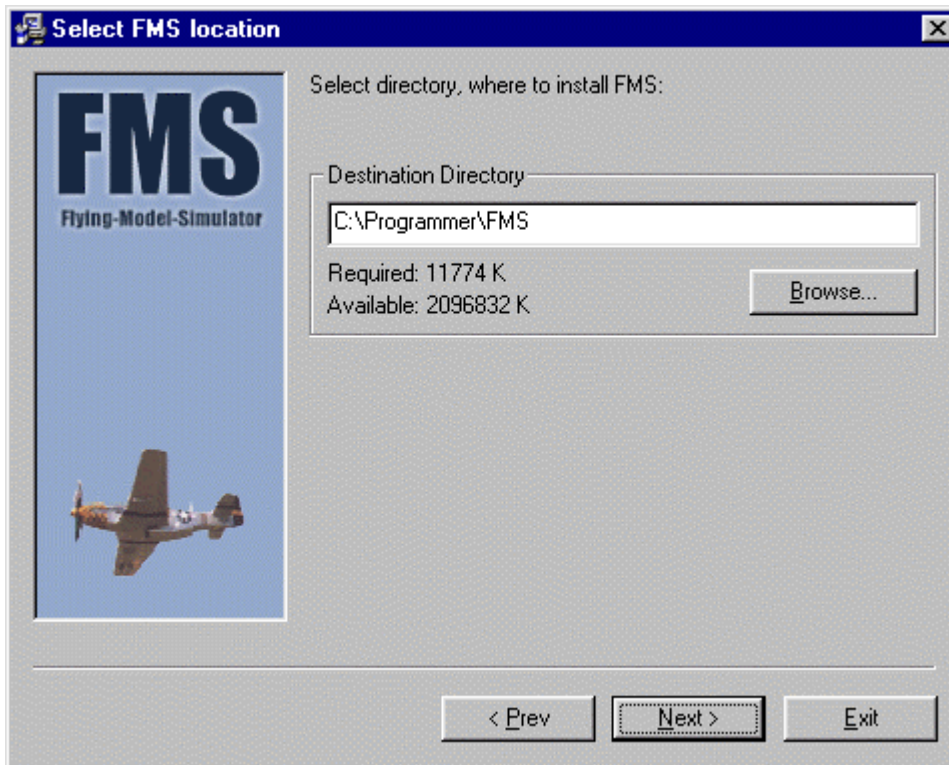 Select FMS location
FMS
Flying-Model-Simulator
Select directory, where to install FMS:
Destination Directory
C:\Programmer\FMS
Required: 11774 K
Available: 2096832 K
Browse...
< Prev
Next >
Exit